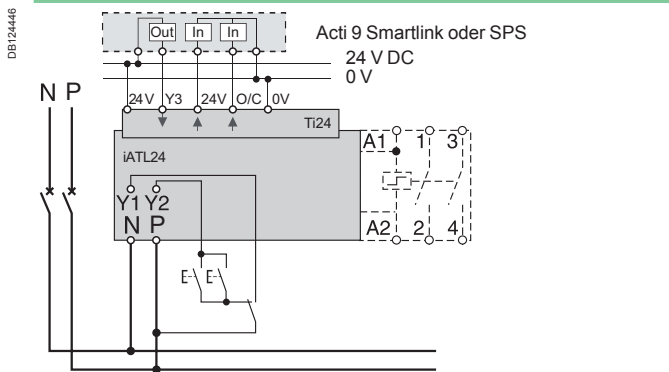 DB124446
Out In In
Acti 9 Smartlink oder SPS
24 V DC
0 V
N P
24 V Y3 24V O/C 0V
Ti24
iATL24
A1 1 3
Y1 Y2
N P
A2 2 4